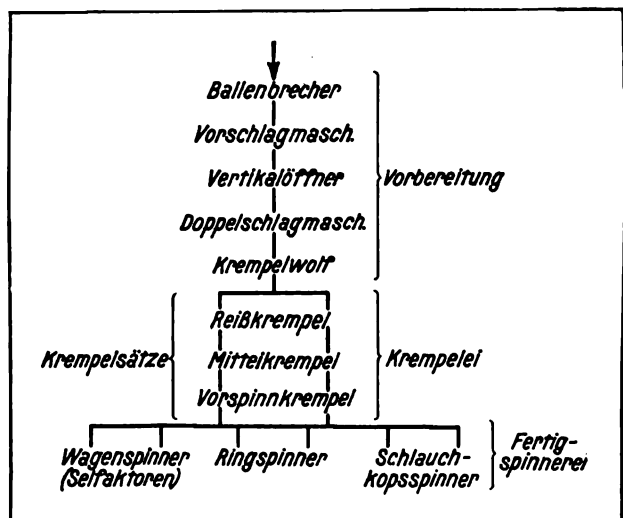 Ballenbrecher
Vorschlagmasch.
Vertikalöffner
Vorbereitung
Doppelschlagmasch.
Krempelwolf
Reißkrempel
Krempelsätze
Mittelkrempel
Krempelei
Vorspinnkrempel
Wagenspinner
(Selfaktoren)
Ringspinner
Schlauch-
kopsspinner
Fertig-
spinnerei